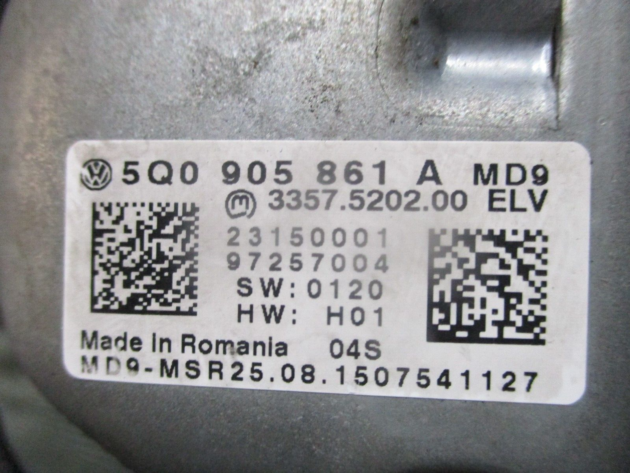 VW 5Q0 905 861 A MD9
M 3357.5202.00 ELV
23150001
97257004
SW:0120
HW: H01
Made in Romania 04S
MD9-MSR25.08.1507541127